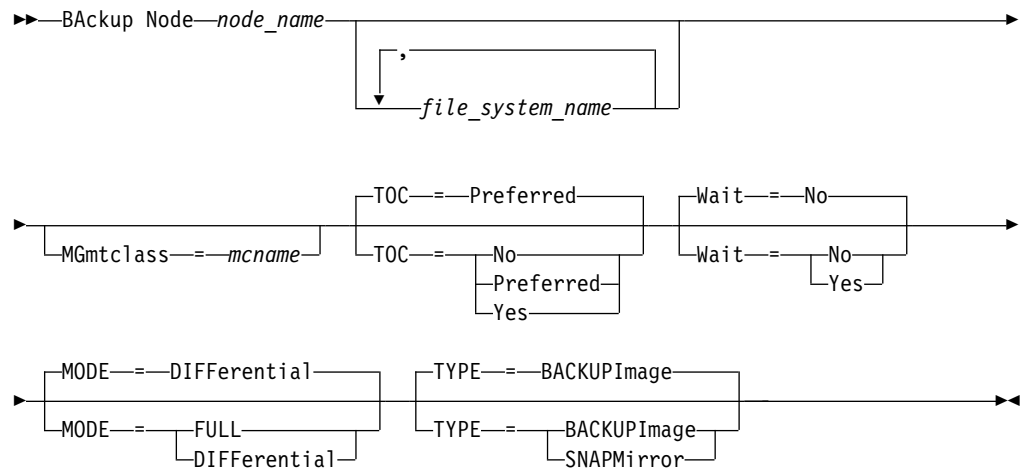 BAckup Node node_name
,
file_system_name
TOC = Preferred Wait = No
MGmtclass = mcname TOC = No Wait = No
Preferred Yes
Yes
MODE = DIFFerential TYPE = BACKUPImage
MODE = FULL TYPE = BACKUPImage
DIFFerential SNAPMirror